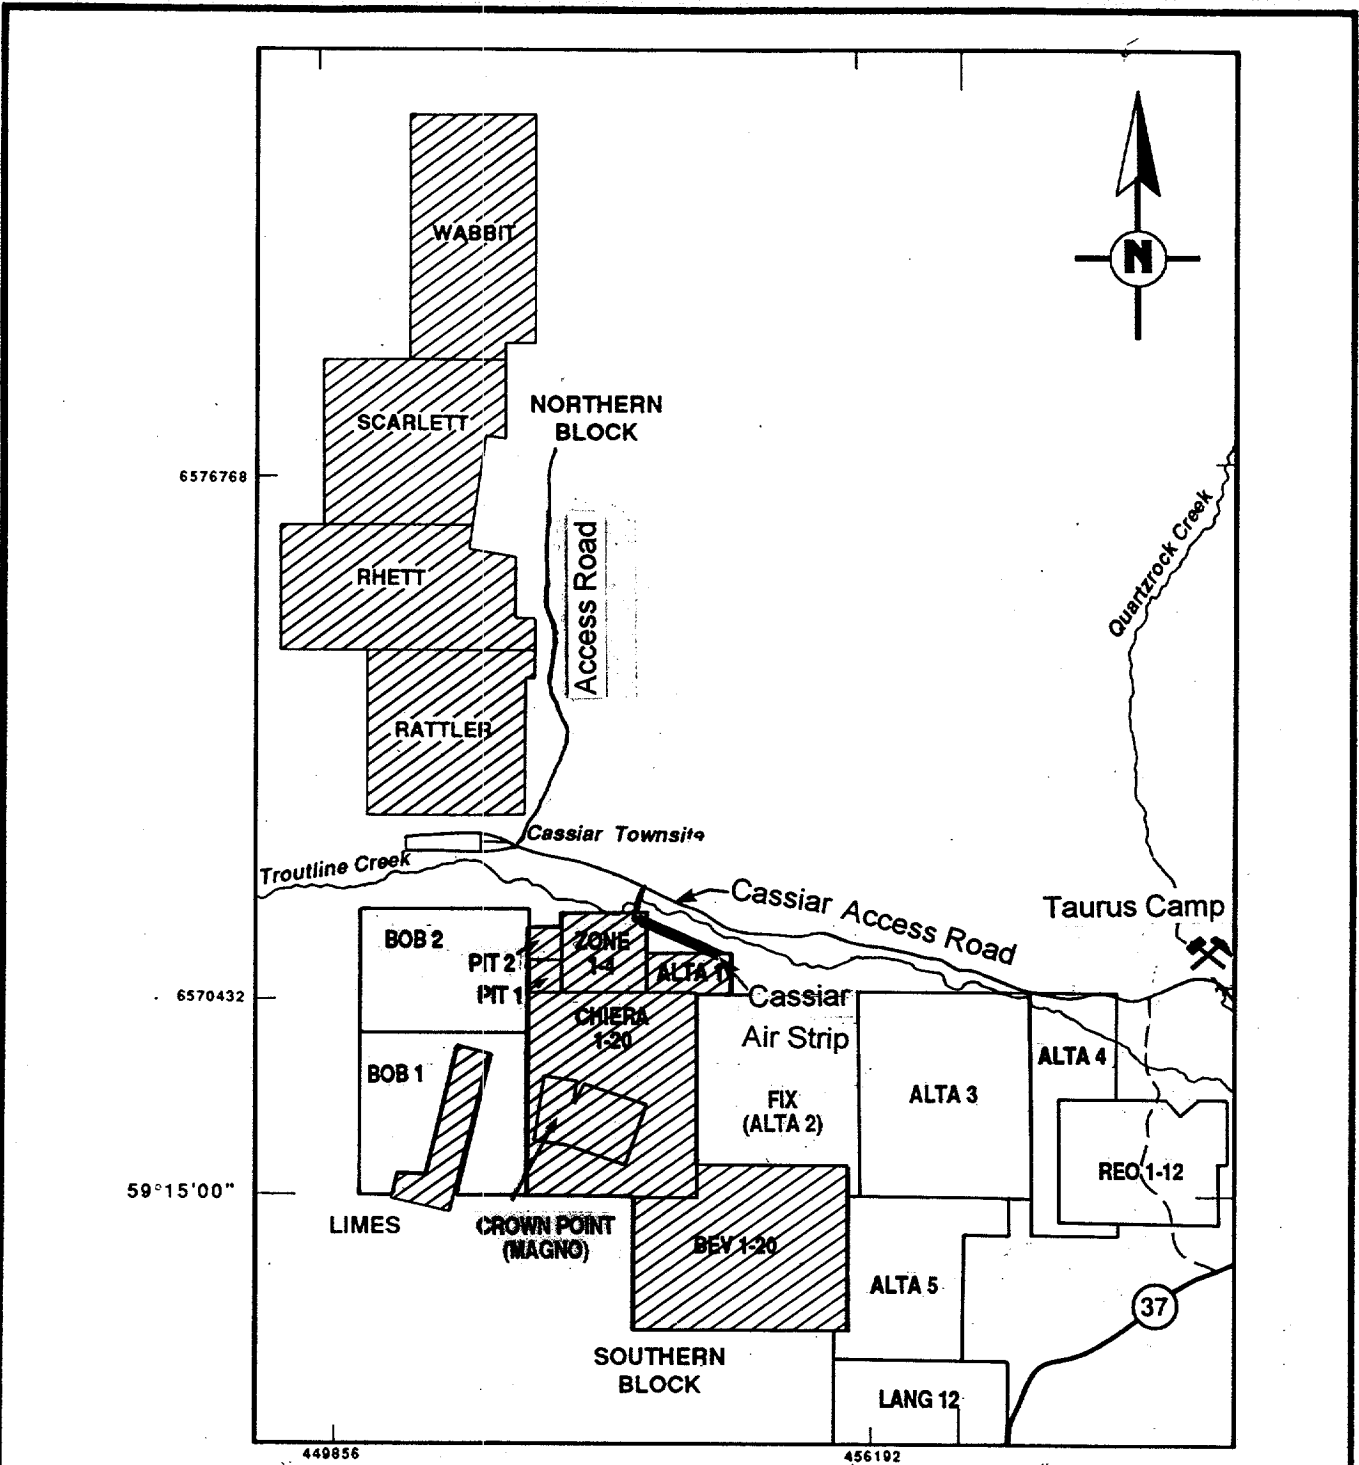 N
WABBIT
NORTHERN
BLOCK
SCARLETT
6576768
Quartzrock Creek
Access Road
RHETT
RATTLER
Cassiar Townsite
Troutline Creek
Cassiar Access Road
Taurus Camp
BOB 2
ZONE
1-4
PIT 2
ALTA 1
PIT 1
6570432
Cassiar
Air Strip
CHIERA
1-20
BOB 1
ALTA 4
ALTA 3
FIX
(ALTA 2)
REO 1-12
59°15'00"
LIMES
CROWN POINT
(MAGNO)
BEV 1-20
ALTA 5
37
SOUTHERN
BLOCK
LANG 12
449856
456192